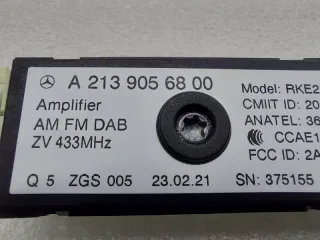 A 213 905 68 00
Amplifier
AM FM DAB
ZV 433MHz
Q 5 ZGS 005 23.02.21
Model: RKE2
CMIIT ID: 20
ANATEL: 36
CCAE1
FCC ID: 2A
SN: 375155